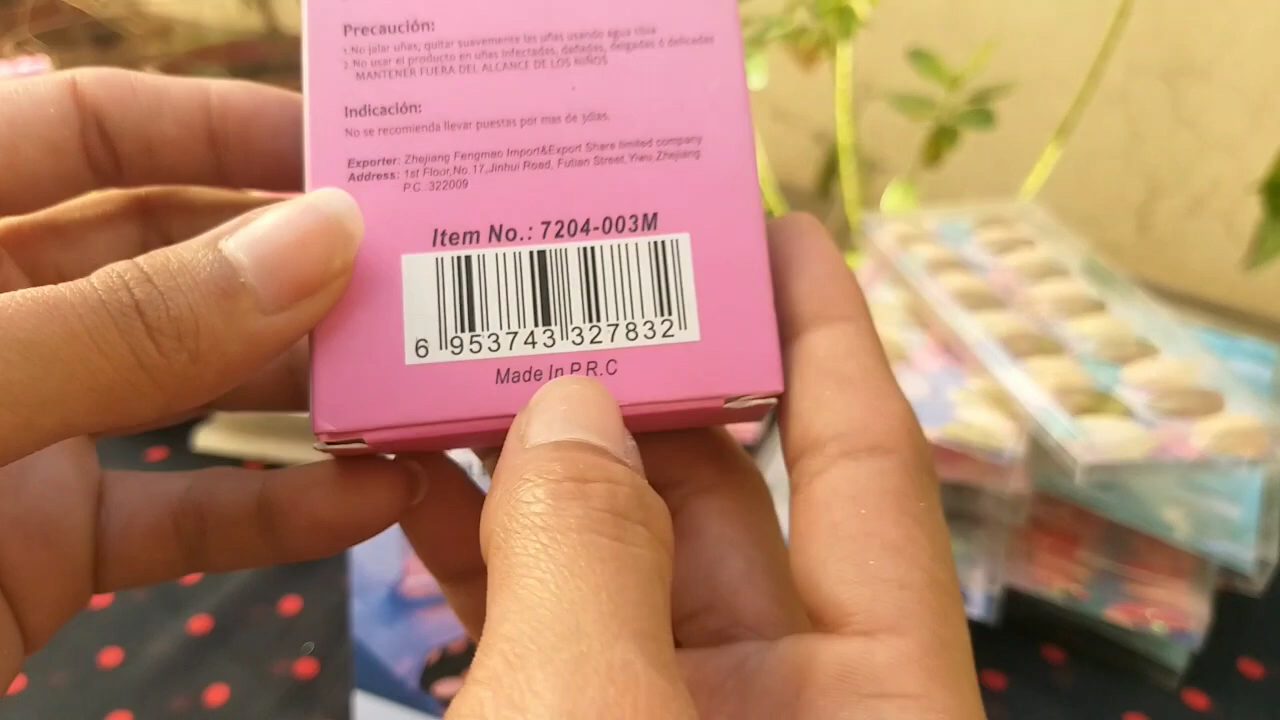 Precaución:
1.No jalar uñas, quitar suavemente las uñas usando agua tibia
2.No usar el producto en uñas infectadas, dañadas, delgadas ó delicadas
MANTENER FUERA DEL ALCANCE DE LOS NIÑOS
Indicación:
No se recomienda llevar puestas por mas de 3días.
Exporter: Zhejiang Fengmao Import&Export Share limited company
Address: 1st Floor,No.17,Jinhui Road, Futian Street,Yiwu Zhejiang
P.C.:322009
Item No.: 7204-003M
6 953743 327832
Made In P.R.C